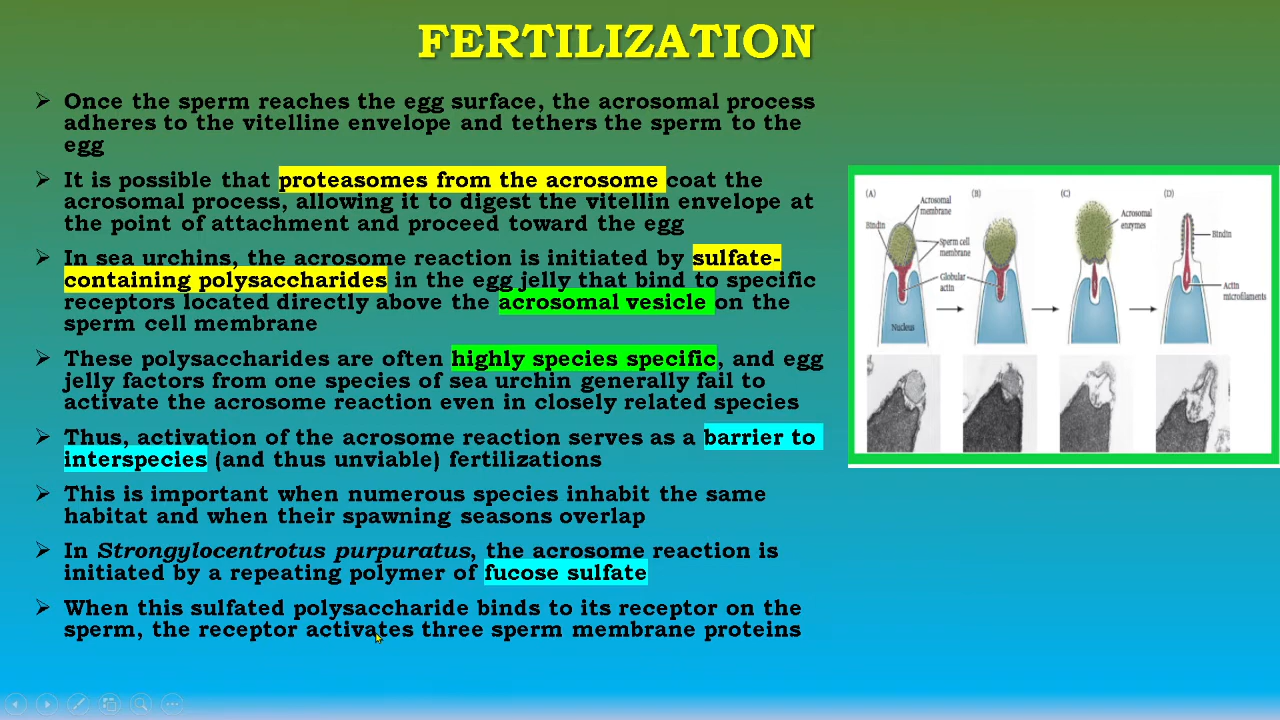 FERTILIZATION
➢ Once the sperm reaches the egg surface, the acrosomal process
adheres to the vitelline envelope and tethers the sperm to the
egg
➢ It is possible that proteasomes from the acrosome coat the
acrosomal process, allowing it to digest the vitellin envelope at
the point of attachment and proceed toward the egg
➢ In sea urchins, the acrosome reaction is initiated by sulfate-
containing polysaccharides in the egg jelly that bind to specific
receptors located directly above the acrosomal vesicle on the
sperm cell membrane
➢ These polysaccharides are often highly species specific, and egg
jelly factors from one species of sea urchin generally fail to
activate the acrosome reaction even in closely related species
➢ Thus, activation of the acrosome reaction serves as a barrier to
interspecies (and thus unviable) fertilizations
➢ This is important when numerous species inhabit the same
habitat and when their spawning seasons overlap
➢ In Strongylocentrotus purpuratus, the acrosome reaction is
initiated by a repeating polymer of fucose sulfate
➢ When this sulfated polysaccharide binds to its receptor on the
sperm, the receptor activates three sperm membrane proteins
(A)
Acrosomal
membrane
Bindin
Sperm cell
membrane
Globular
actin
Nucleus
(B)
(C)
Acrosomal
enzymes
(D)
Bindin
Actin
microfilaments